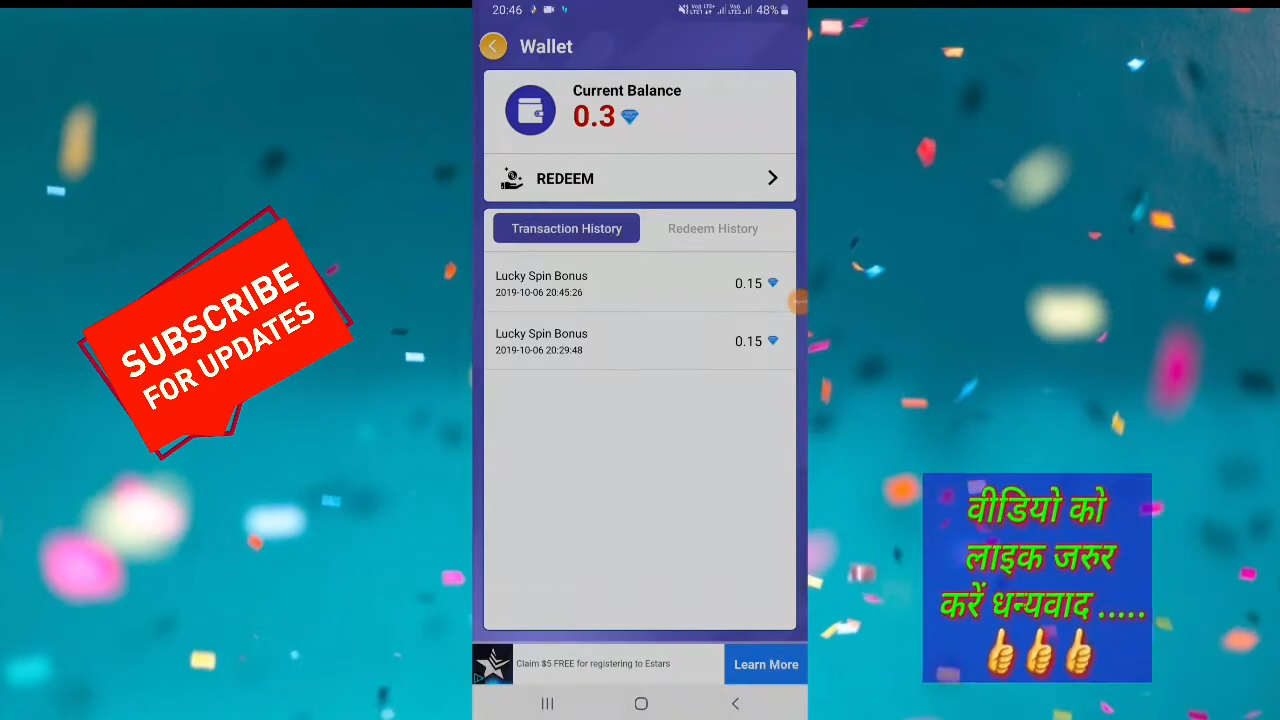 20:46
48%
Wallet
Current Balance
0.3
REDEEM
Transaction History
Redeem History
Lucky Spin Bonus
2019-10-06 20:45:26
0.15
Lucky Spin Bonus
2019-10-06 20:29:48
0.15
Claim $5 FREE for registering to Estars
Learn More
SUBSCRIBE
FOR UPDATES
वीडियो को
लाइक जरुर
करें धन्यवाद .....